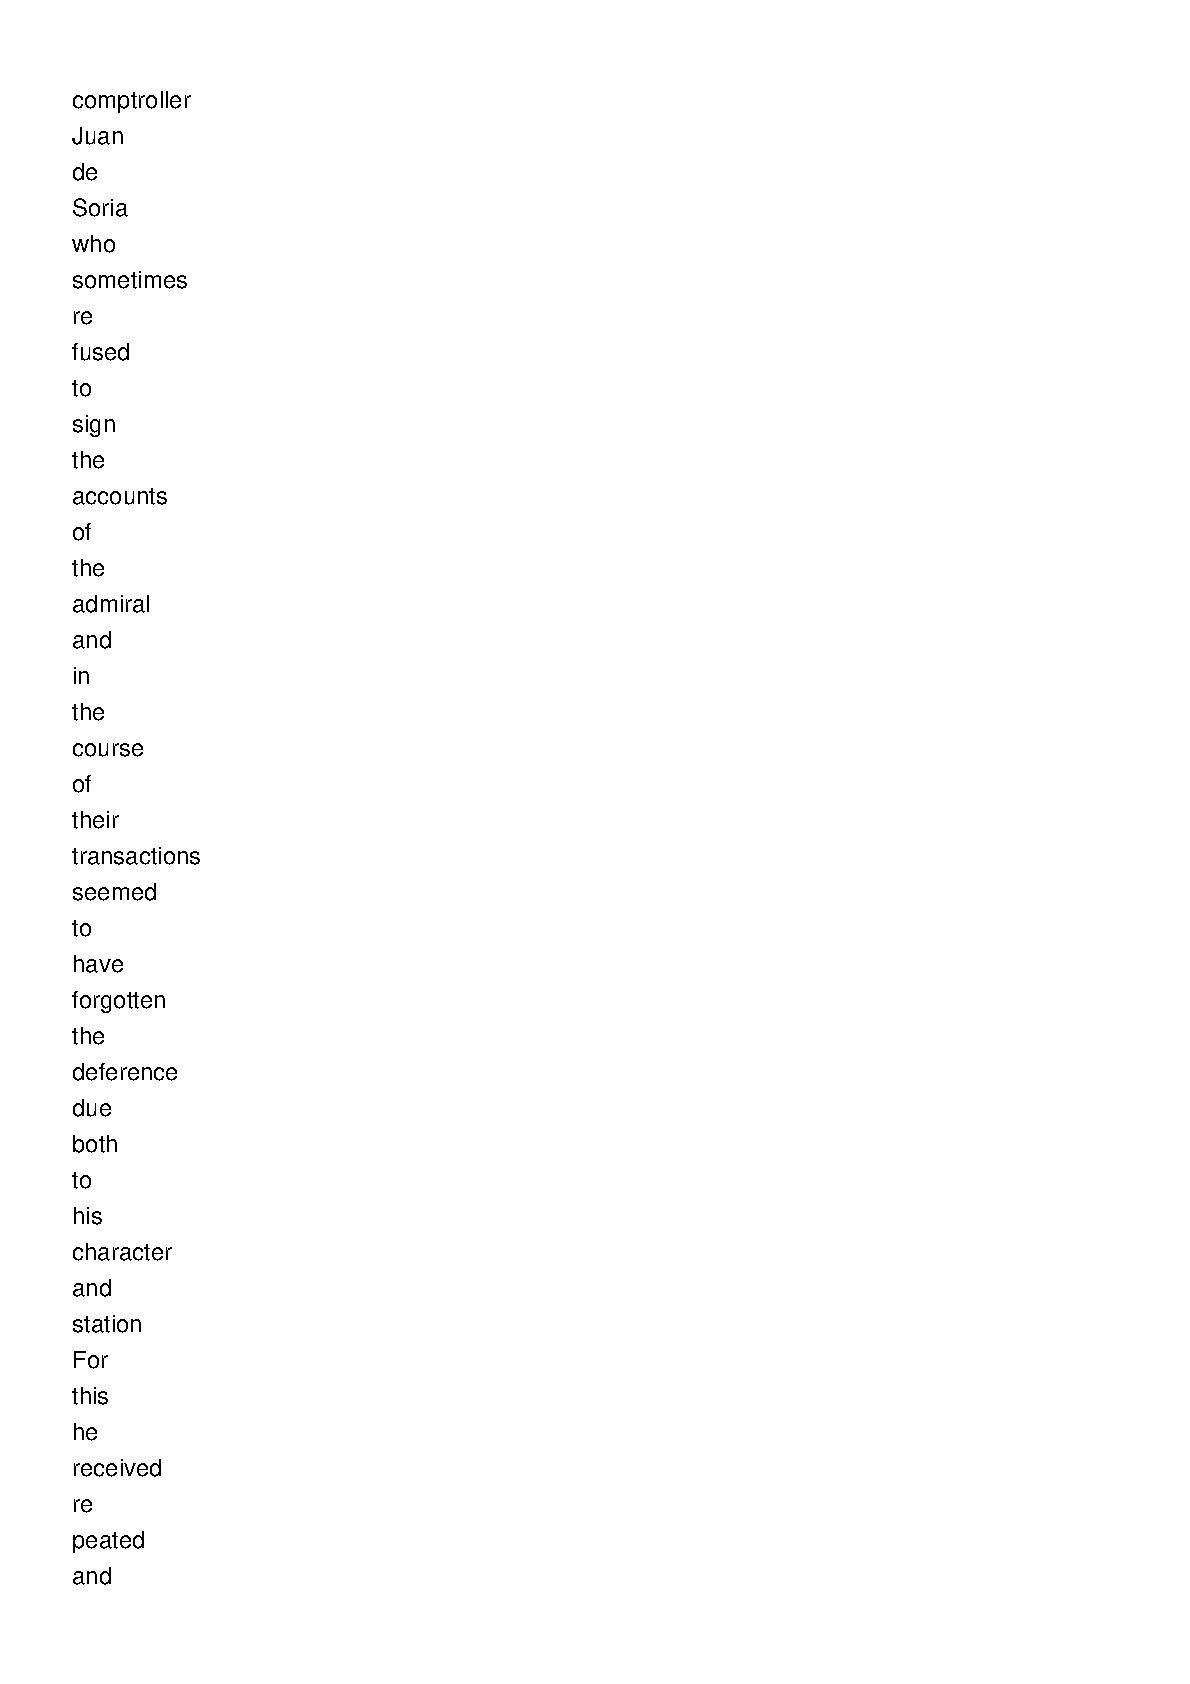 comptroller
Juan
de
Soria
who
sometimes
re
fused
to
sign
the
accounts
of
the
admiral
and
in
the
course
of
their
transactions
seemed
to
have
forgotten
the
deference
due
both
to
his
character
and
station
For
this
he
received
re
peated
and